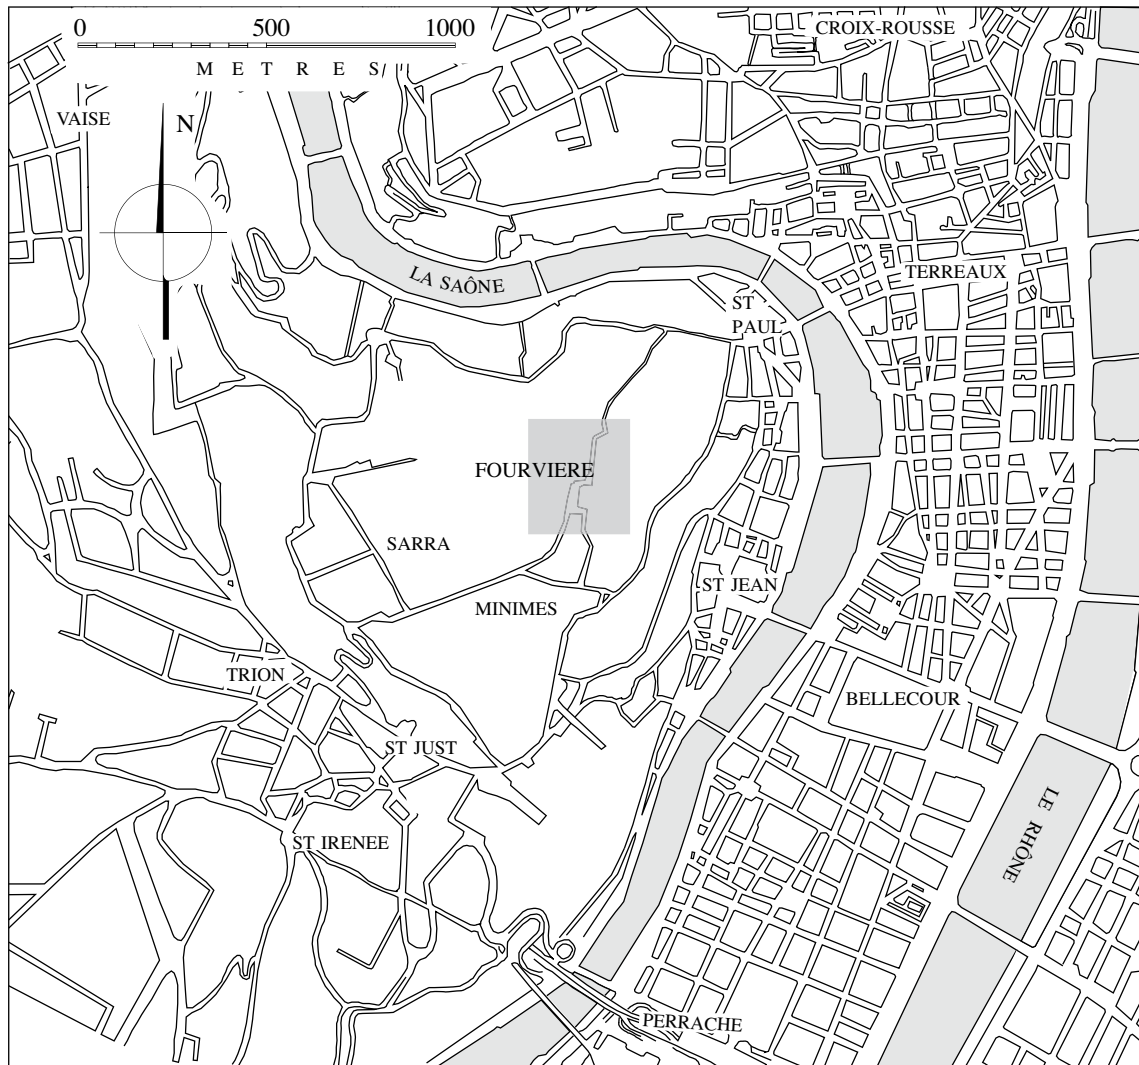 0 500 1000
M E T R E S
CROIX-ROUSSE
VAISE
N
TERREAUX
LA SAÔNE
ST
PAUL
FOURVIERE
SARRA
ST JEAN
MINIMES
TRION
BELLECOUR
ST JUST
LE RHÔNE
ST IRENEE
PERRACHE